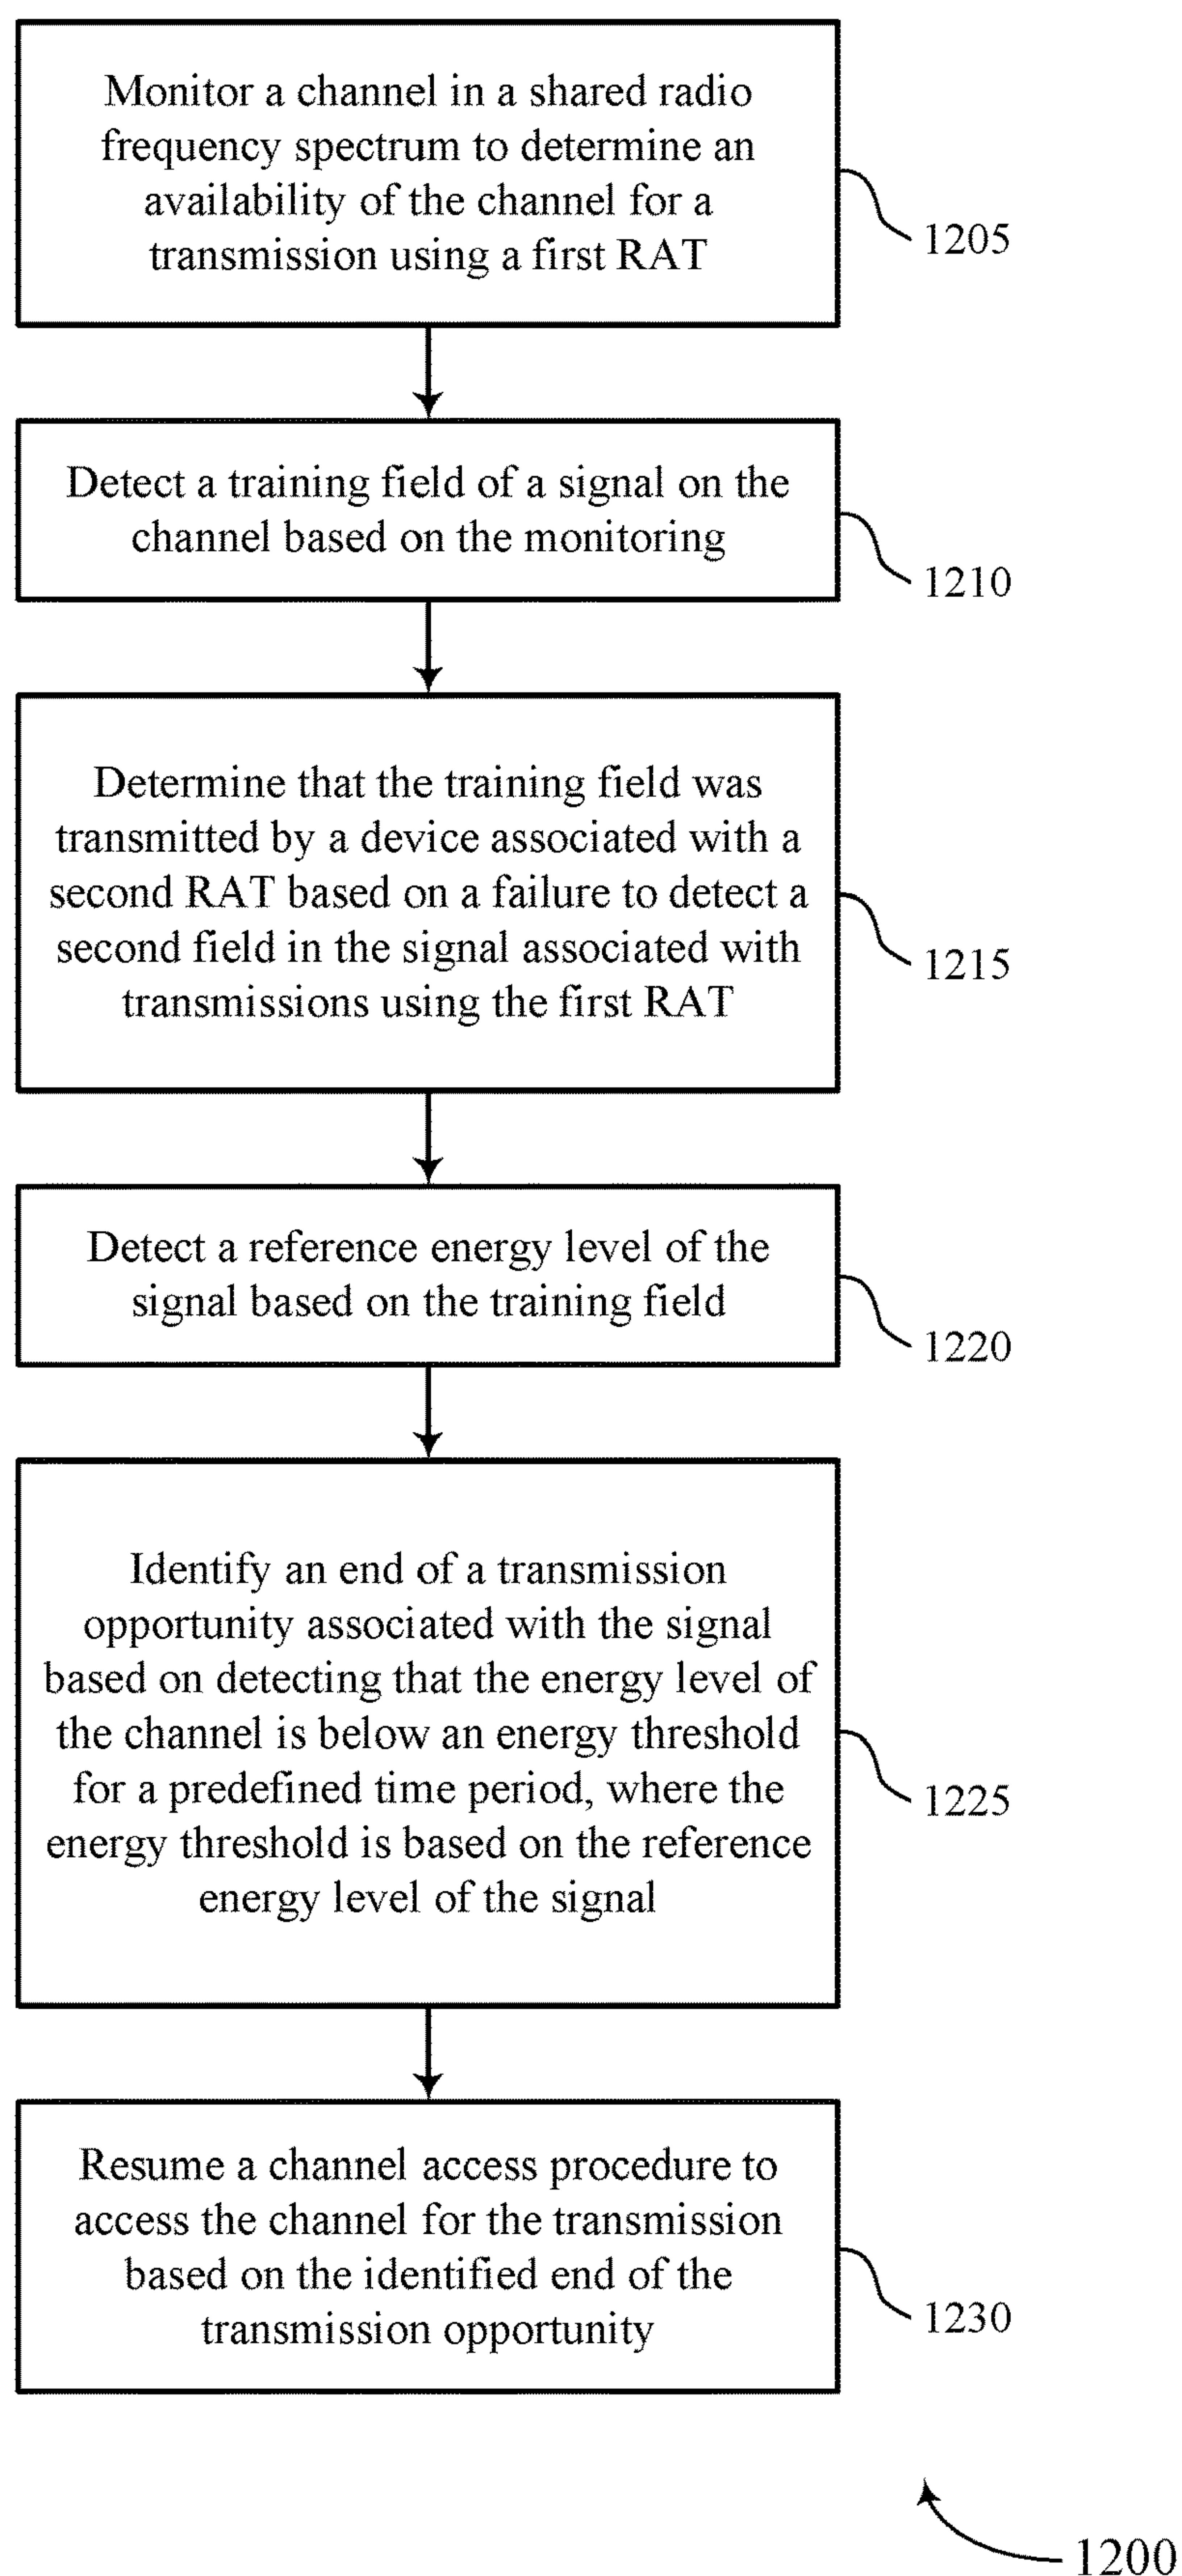 Monitor a channel in a shared radio
frequency spectrum to determine an
availability of the channel for a
transmission using a first RAT
1205
Detect a training field of a signal on the
channel based on the monitoring
1210
Determine that the training field was
transmitted by a device associated with a
second RAT based on a failure to detect a
second field in the signal associated with
transmissions using the first RAT
1215
Detect a reference energy level of the
signal based on the training field
1220
Identify an end of a transmission
opportunity associated with the signal
based on detecting that the energy level of
the channel is below an energy threshold
for a predefined time period, where the
energy threshold is based on the reference
energy level of the signal
1225
Resume a channel access procedure to
access the channel for the transmission
based on the identified end of the
transmission opportunity
1230
1200